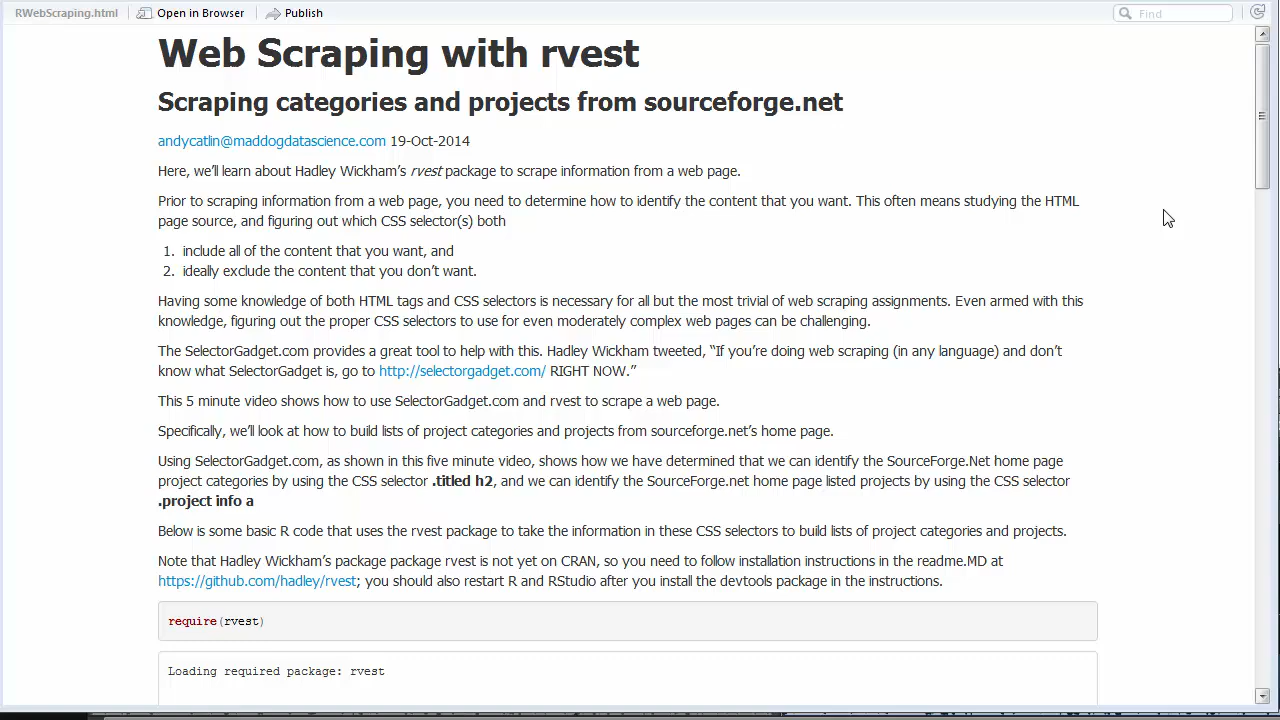 RWebScraping.html Open in Browser Publish Find
Web Scraping with rvest
Scraping categories and projects from sourceforge.net
andycatlin@maddogdatascience.com 19-Oct-2014
Here, we’ll learn about Hadley Wickham’s rvest package to scrape information from a web page.
Prior to scraping information from a web page, you need to determine how to identify the content that you want. This often means studying the HTML
page source, and figuring out which CSS selector(s) both
1. include all of the content that you want, and
2. ideally exclude the content that you don’t want.
Having some knowledge of both HTML tags and CSS selectors is necessary for all but the most trivial of web scraping assignments. Even armed with this
knowledge, figuring out the proper CSS selectors to use for even moderately complex web pages can be challenging.
The SelectorGadget.com provides a great tool to help with this. Hadley Wickham tweeted, “If you’re doing web scraping (in any language) and don’t
know what SelectorGadget is, go to http://selectorgadget.com/ RIGHT NOW.”
This 5 minute video shows how to use SelectorGadget.com and rvest to scrape a web page.
Specifically, we’ll look at how to build lists of project categories and projects from sourceforge.net’s home page.
Using SelectorGadget.com, as shown in this five minute video, shows how we have determined that we can identify the SourceForge.Net home page
project categories by using the CSS selector .titled h2, and we can identify the SourceForge.net home page listed projects by using the CSS selector
.project info a
Below is some basic R code that uses the rvest package to take the information in these CSS selectors to build lists of project categories and projects.
Note that Hadley Wickham’s package package rvest is not yet on CRAN, so you need to follow installation instructions in the readme.MD at
https://github.com/hadley/rvest; you should also restart R and RStudio after you install the devtools package in the instructions.
require(rvest)
Loading required package: rvest